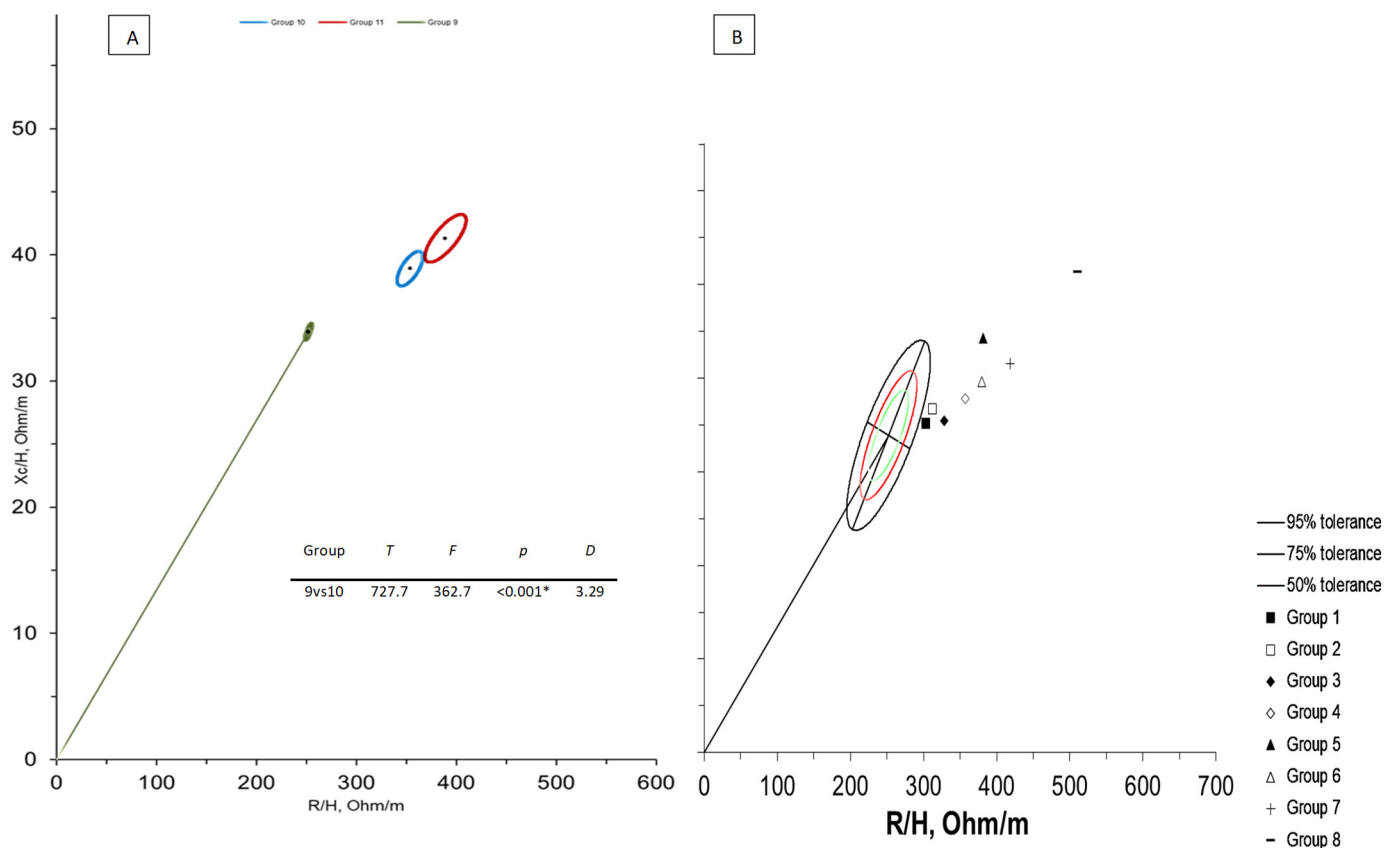 A
Group 10 Group 11 Group 9
50
40
30
20
10
0
Xc/H, Ohm/m
Group T F p D
9vs10 727.7 362.7 <0.001* 3.29
0 100 200 300 400 500 600
R/H, Ohm/m
B
0 100 200 300 400 500 600 700
R/H, Ohm/m
95% tolerance
75% tolerance
50% tolerance
Group 1
Group 2
Group 3
Group 4
Group 5
Group 6
Group 7
Group 8